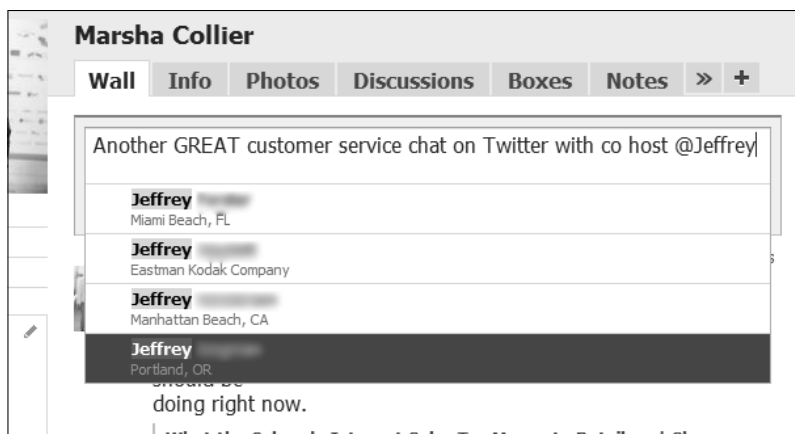 Marsha Collier
Wall Info Photos Discussions Boxes Notes » +
Another GREAT customer service chat on Twitter with co host @Jeffrey
Jeffrey
Miami Beach, FL
Jeffrey
Eastman Kodak Company
Jeffrey
Manhattan Beach, CA
Jeffrey
Portland, OR
should be
doing right now.